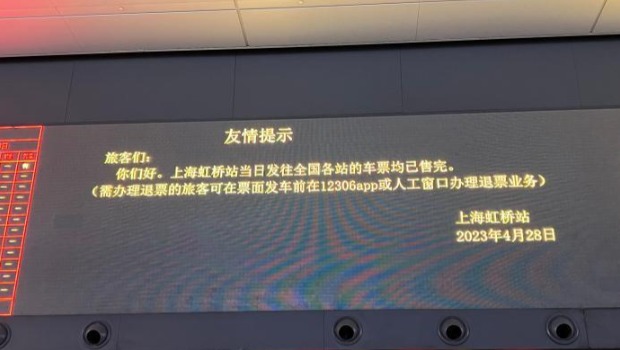 友情提示
旅客们：
你们好。上海虹桥站当日发往全国各站的车票均已售完。
（需办理退票的旅客可在票面发车前在12306app或人工窗口办理退票业务）
上海虹桥站
2023年4月28日